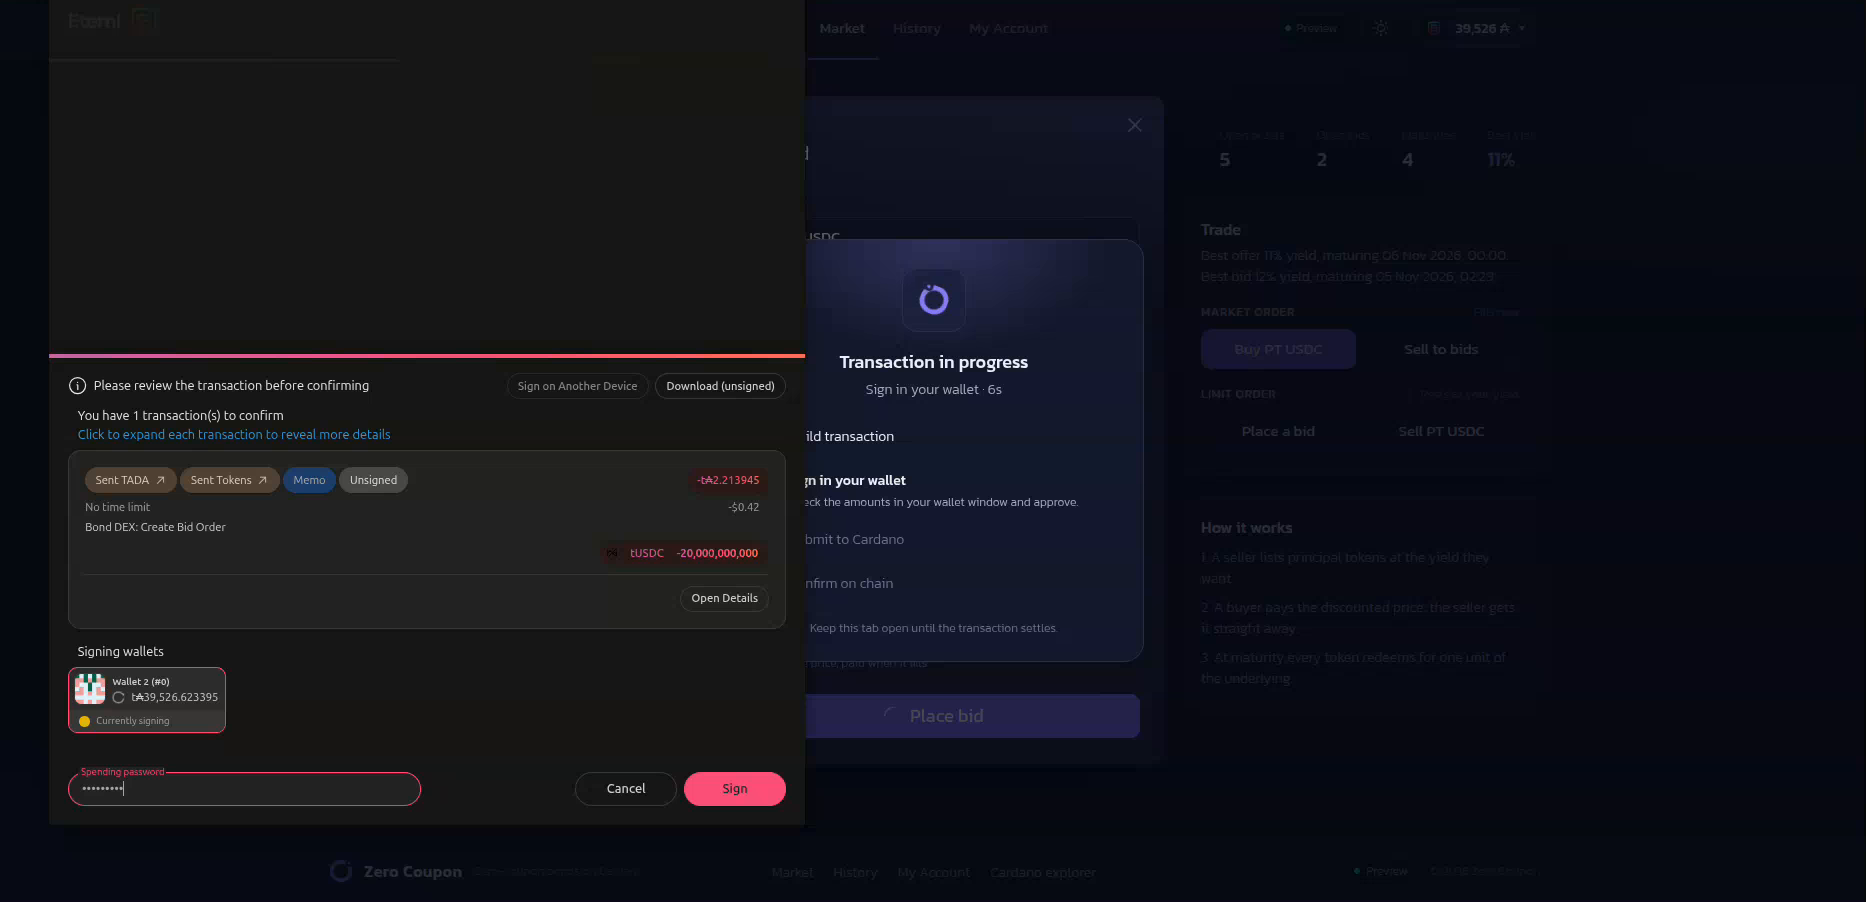 Eternl
Market History My Account
Preview
39,526 ₳
5 2 4 11%
USDC
Trade
Best offer 11% yield, maturing 06 Nov 2026, 00:00.
Best bid 12% yield, maturing 05 Nov 2026, 02:23.
MARKET ORDER
Buy PT USDC Sell to bids
LIMIT ORDER
Place a bid Sell PT USDC
How it works
1. A seller lists principal tokens at the yield they
want.
2. A buyer pays the discounted price; the seller gets
it straight away.
3. At maturity every token redeems for one unit of
the underlying.
Transaction in progress
Sign in your wallet · 6s
ild transaction
gn in your wallet
eck the amounts in your wallet window and approve.
bmit to Cardano
nfirm on chain
Keep this tab open until the transaction settles.
Place bid
Please review the transaction before confirming
Sign on Another Device
Download (unsigned)
You have 1 transaction(s) to confirm
Click to expand each transaction to reveal more details
Sent TADA Sent Tokens Memo Unsigned
-t₳2.213945
No time limit
-$0.42
Bond DEX: Create Bid Order
tUSDC -20,000,000,000
Open Details
Signing wallets
Wallet 2 (#0)
t₳39,526.623395
Currently signing
Spending password
•••••••••
Cancel
Sign
Zero Coupon
Market History My Account Cardano explorer
Preview